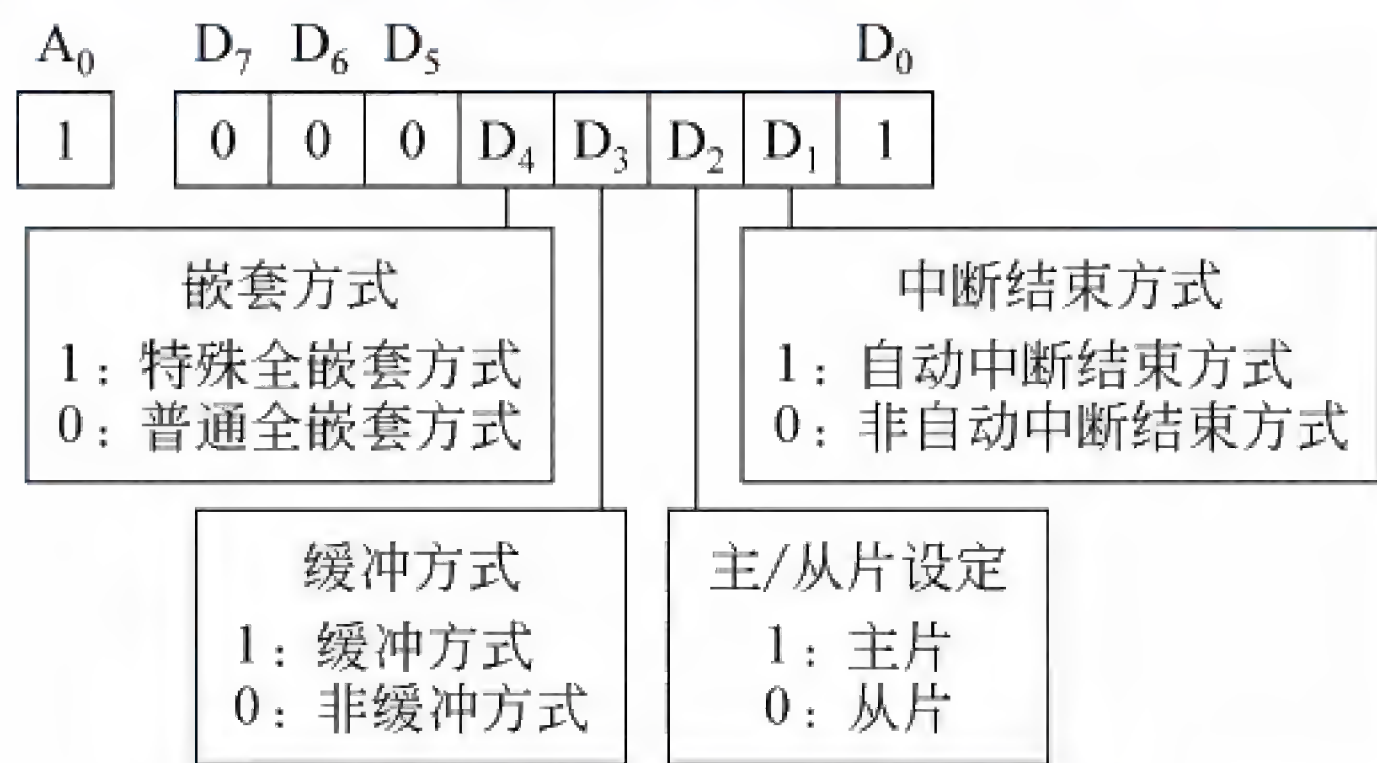 A₀ D₇ D₆ D₅ D₀
1 0 0 0 D₄ D₃ D₂ D₁ 1
嵌套方式
1：特殊全嵌套方式
0：普通全嵌套方式
中断结束方式
1：自动中断结束方式
0：非自动中断结束方式
缓冲方式
1：缓冲方式
0：非缓冲方式
主/从片设定
1：主片
0：从片